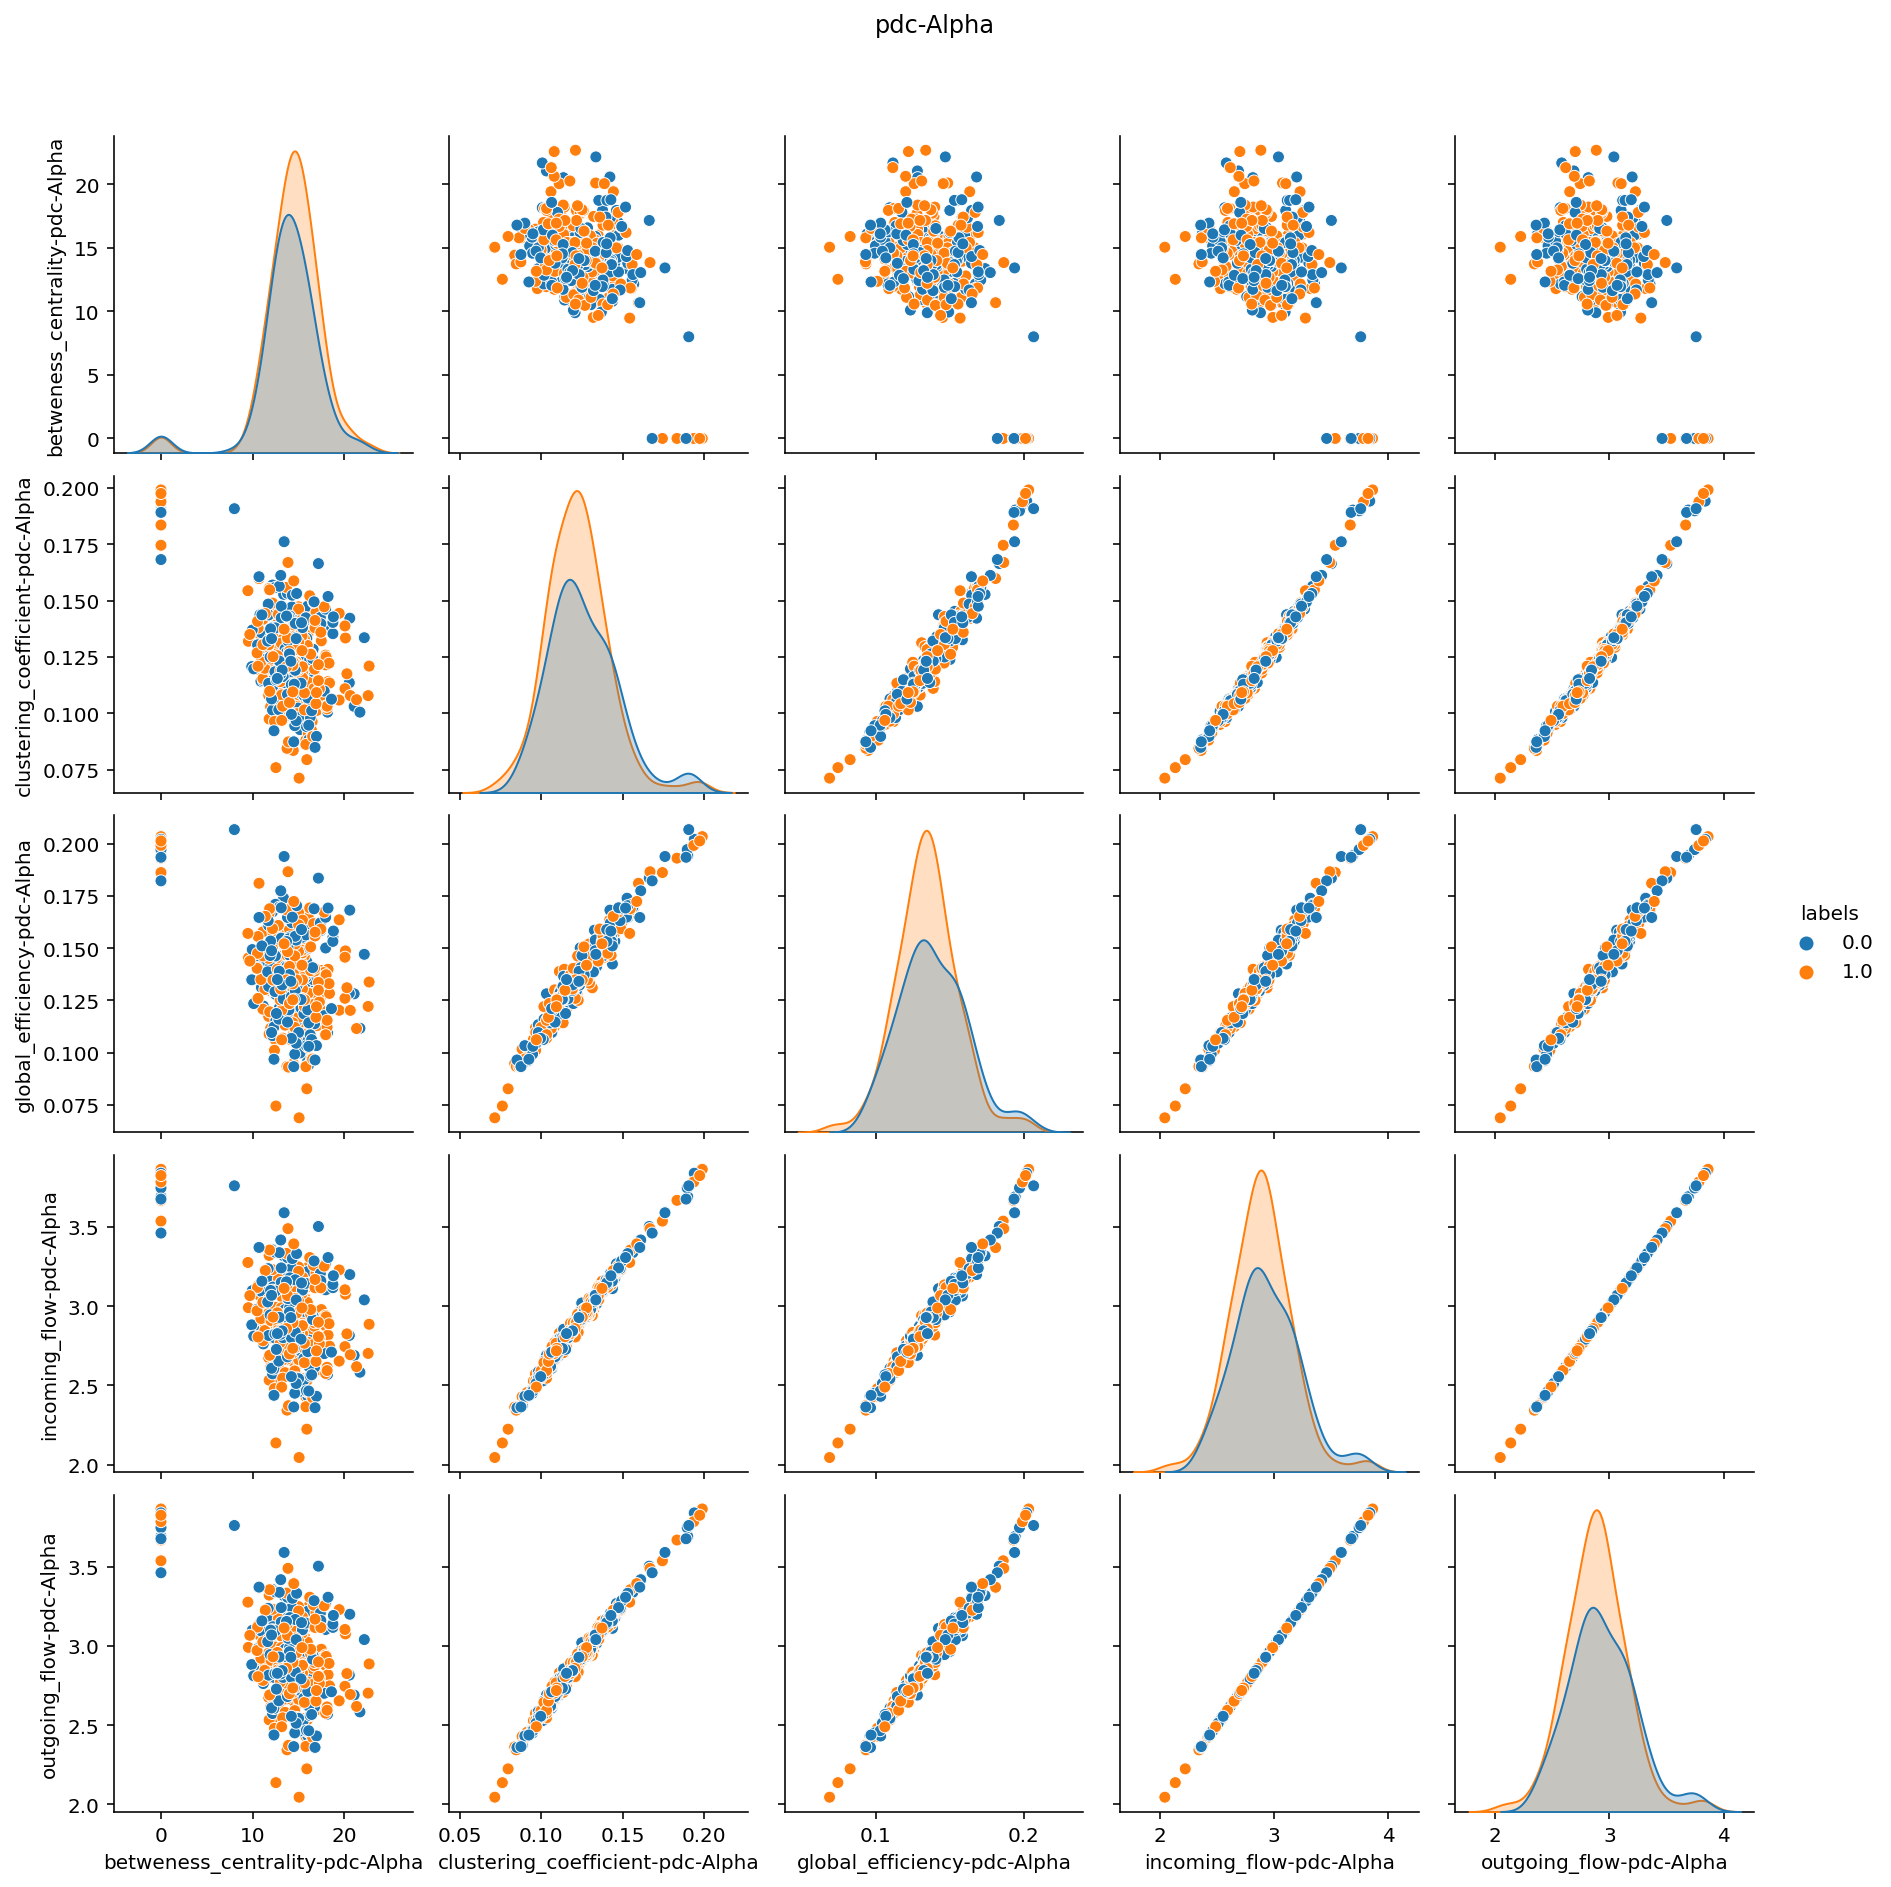 pdc-Alpha
betweness_centrality-pdc-Alpha
20
15
10
5
0
clustering_coefficient-pdc-Alpha
0.200
0.175
0.150
0.125
0.100
0.075
global_efficiency-pdc-Alpha
0.200
0.175
0.150
0.125
0.100
0.075
labels
0.0
1.0
incoming_flow-pdc-Alpha
3.5
3.0
2.5
2.0
outgoing_flow-pdc-Alpha
3.5
3.0
2.5
2.0
0 10 20
0.05 0.10 0.15 0.20
0.1 0.2
2 3 4
2 3 4
betweness_centrality-pdc-Alpha
clustering_coefficient-pdc-Alpha
global_efficiency-pdc-Alpha
incoming_flow-pdc-Alpha
outgoing_flow-pdc-Alpha